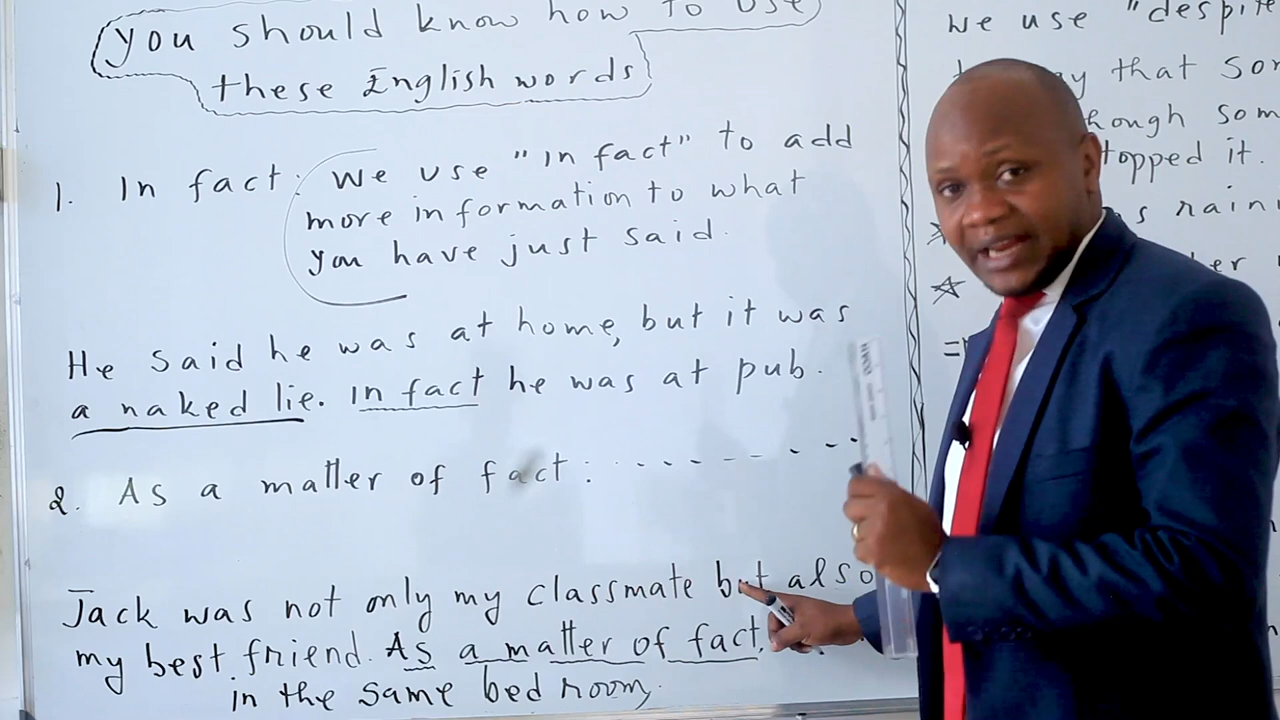 you should know how to use
these English words
1. In fact: We use "in fact" to add
more information to what
you have just said.
He said he was at home, but it was
a naked lie. In fact he was at pub.
2. As a matter of fact: .........
Jack was not only my classmate but also
my best friend. As a matter of fact,
in the same bed room,
we use "despite
that
topped it.